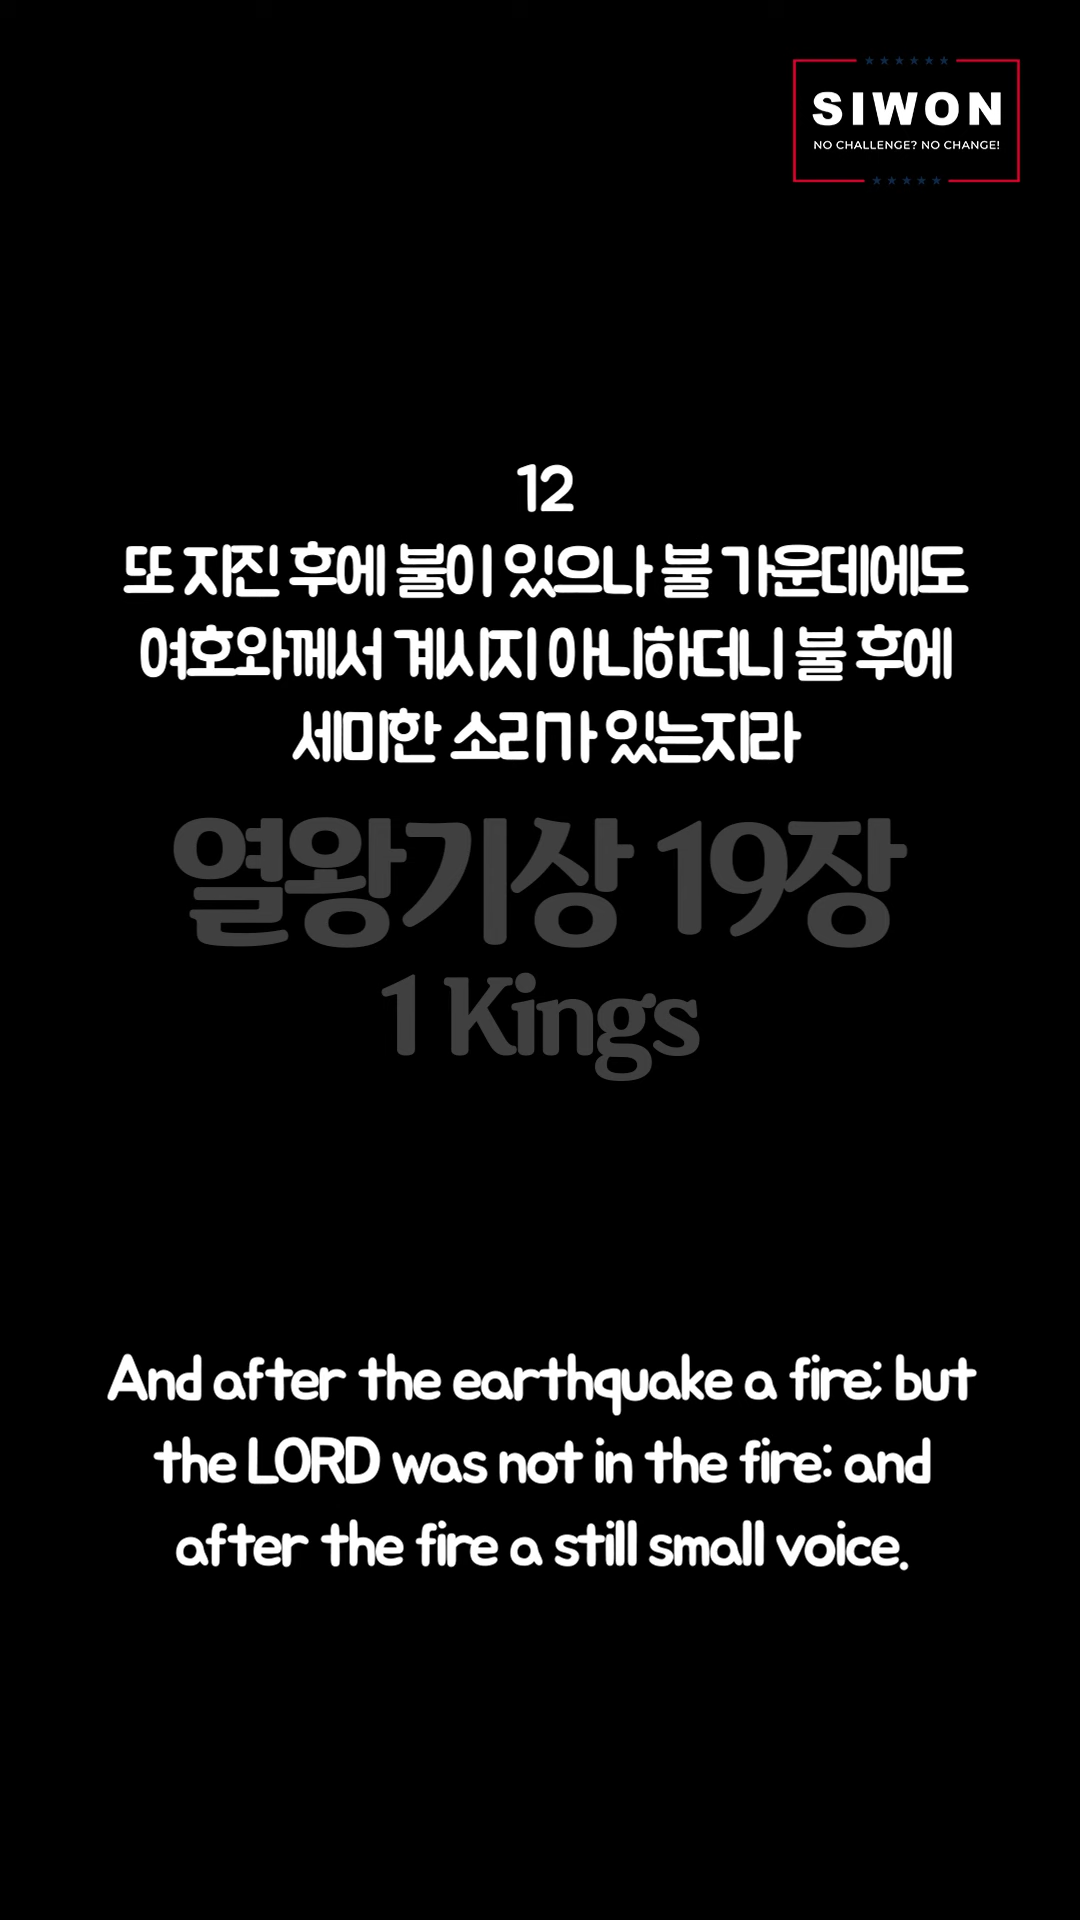 SIWON
NO CHALLENGE? NO CHANGE!
12
또 지진 후에 불이 있으나 불 가운데에도
여호와께서 계시지 아니하더니 불 후에
세미한 소리가 있는지라
열왕기상 19장
1 Kings
And after the earthquake a fire; but
the LORD was not in the fire: and
after the fire a still small voice.